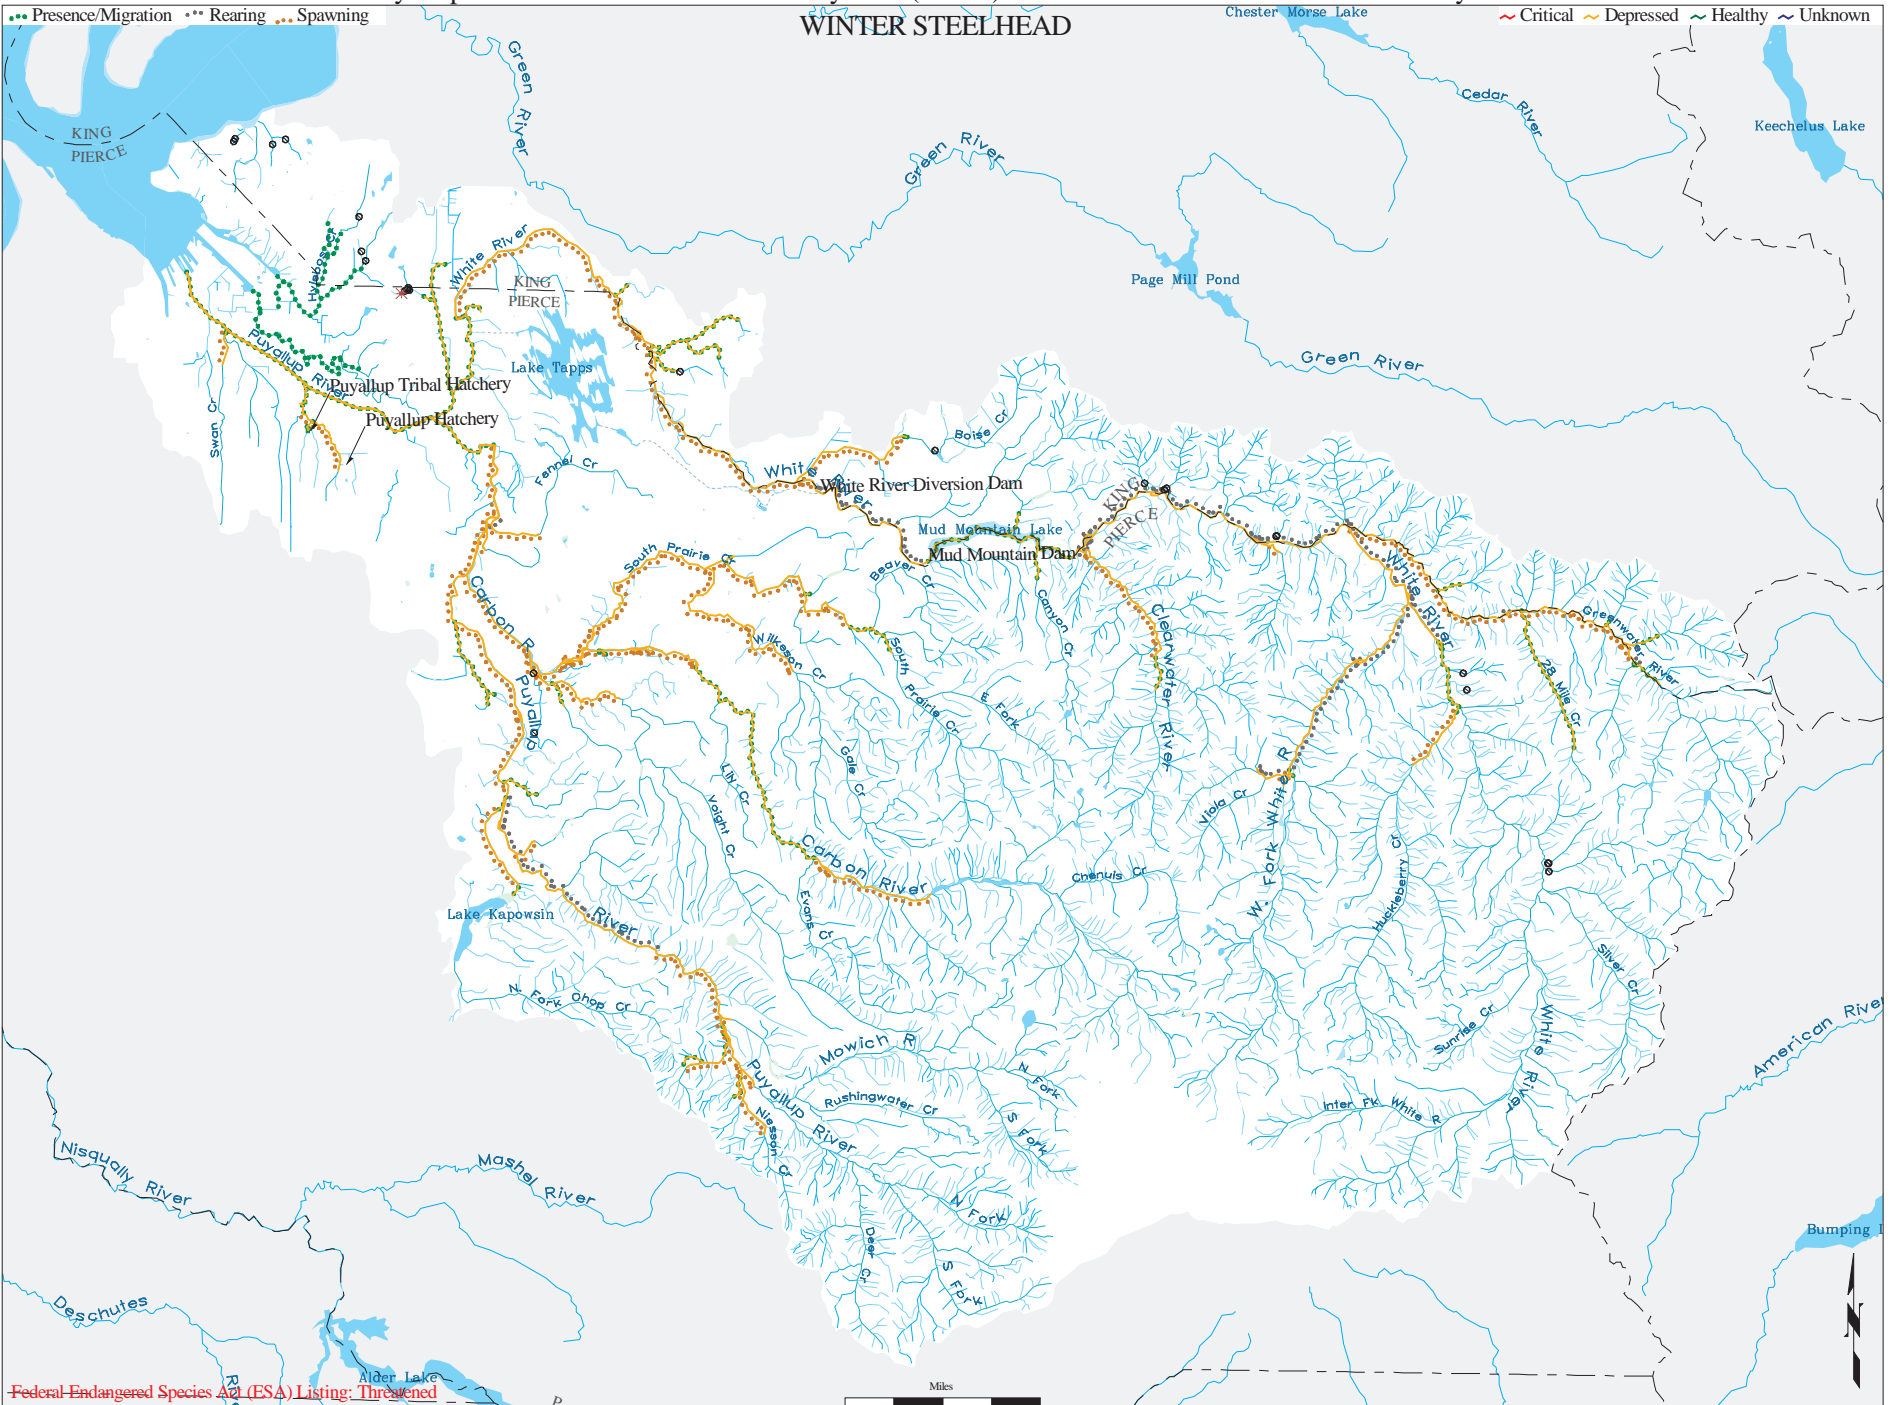 Presence/Migration Rearing Spawning
WINTER STEELHEAD
Critical Depressed Healthy Unknown
Chester Morse Lake
Green River
Cedar River
Keechelus Lake
KING
PIERCE
Green River
Hylebos Cr
White River
KING
PIERCE
Page Mill Pond
Puyallup River
Lake Tapps
Green River
Puyallup Tribal Hatchery
Puyallup Hatchery
Swan Cr
Fennel Cr
Boise Cr
White River
White River Diversion Dam
KING
PIERCE
Mud Mountain Lake
Mud Mountain Dam
South Prairie Cr
Beaver Cr
Carbon R
Canyon Cr
Clearwater River
White River
Greenwater River
28 Mile Cr
Wilkeson Cr
South Prairie Cr
E Fork
Puyallup
River
Gale Cr
Lily Cr
Voight Cr
Viola Cr
W. Fork White R
Carbon River
Chenuis Cr
Huckleberry Cr
Evans Cr
Lake Kapowsin
Silver Cr
N. Fork Ohop Cr
Sunrise Cr
White River
American River
Mowich R
N Fork
S Fork
Puyallup River
Rushingwater Cr
Inter Fk White R
Niesson Cr
Nisqually River
Mashel River
N Fork
S Fork
Deer Cr
Bumping L
Deschutes
N
Alder Lake
Federal Endangered Species Act (ESA) Listing: Threatened
Miles